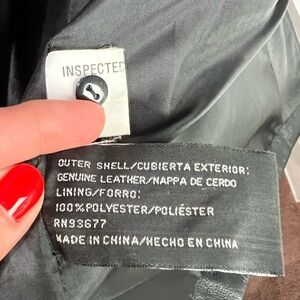 INSPECTED
OUTER SHELL/CUBIERTA EXTERIOR:
GENUINE LEATHER/NAPPA DE CERDO
LINING/FORRO:
100%POLYESTER/POLIÉSTER
RN93677
MADE IN CHINA/HECHO EN CHINA